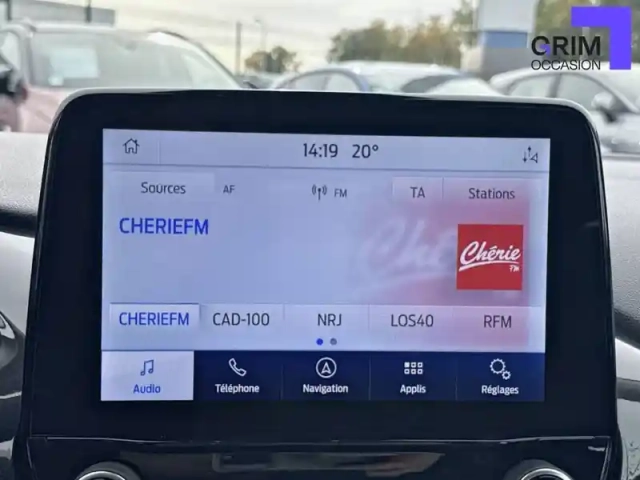 CRIM
OCCASION
14:19 20°
Sources AF FM TA Stations
CHERIEFM
Chérie
FM
CHERIEFM CAD-100 NRJ LOS40 RFM
Audio Téléphone Navigation Applis Réglages